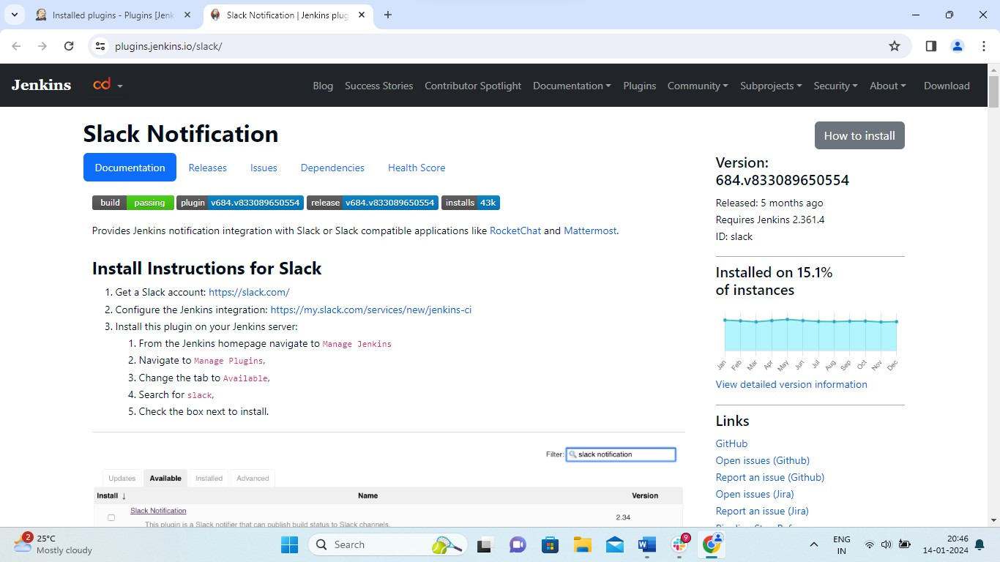 Installed plugins - Plugins [Jenk
Slack Notification | Jenkins plug
plugins.jenkins.io/slack/
Jenkins
cd
Blog Success Stories Contributor Spotlight Documentation Plugins Community Subprojects Security About Download
Slack Notification
How to install
Documentation Releases Issues Dependencies Health Score
build passing plugin v684.v833089650554 release v684.v833089650554 installs 43k
Provides Jenkins notification integration with Slack or Slack compatible applications like RocketChat and Mattermost.
Install Instructions for Slack
1. Get a Slack account: https://slack.com/
2. Configure the Jenkins integration: https://my.slack.com/services/new/jenkins-ci
3. Install this plugin on your Jenkins server:
1. From the Jenkins homepage navigate to Manage Jenkins
2. Navigate to Manage Plugins,
3. Change the tab to Available,
4. Search for slack,
5. Check the box next to install.
Filter: slack notification
Updates Available Installed Advanced
Install ↓ Name Version
Slack Notification
2.34
This plugin is a Slack notifier that can publish build status to Slack channels.
Version:
684.v833089650554
Released: 5 months ago
Requires Jenkins 2.361.4
ID: slack
Installed on 15.1%
of instances
Jan Feb Mar Apr May Jun Jul Aug Sep Oct Nov Dec
View detailed version information
Links
GitHub
Open issues (Github)
Report an issue (Github)
Open issues (Jira)
Report an issue (Jira)
2
25°C
Mostly cloudy
Search
9
ENG
IN
20:46
14-01-2024